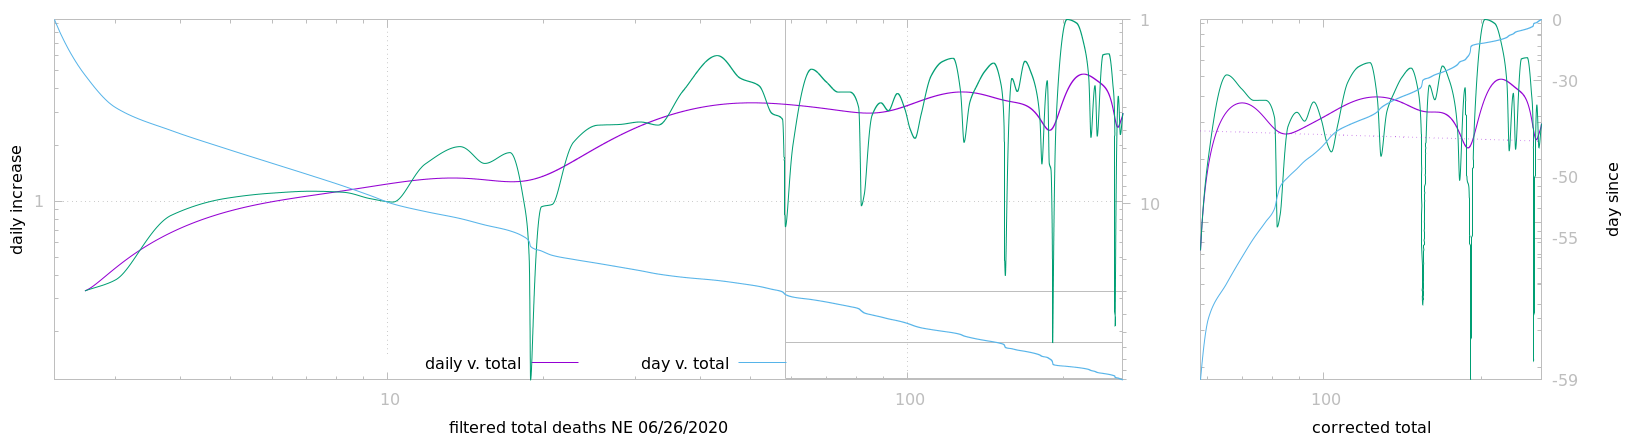 daily increase
1
daily v. total
day v. total
10
100
filtered total deaths NE 06/26/2020
1
10
100
corrected total
0
-30
-50
-55
-59
day since